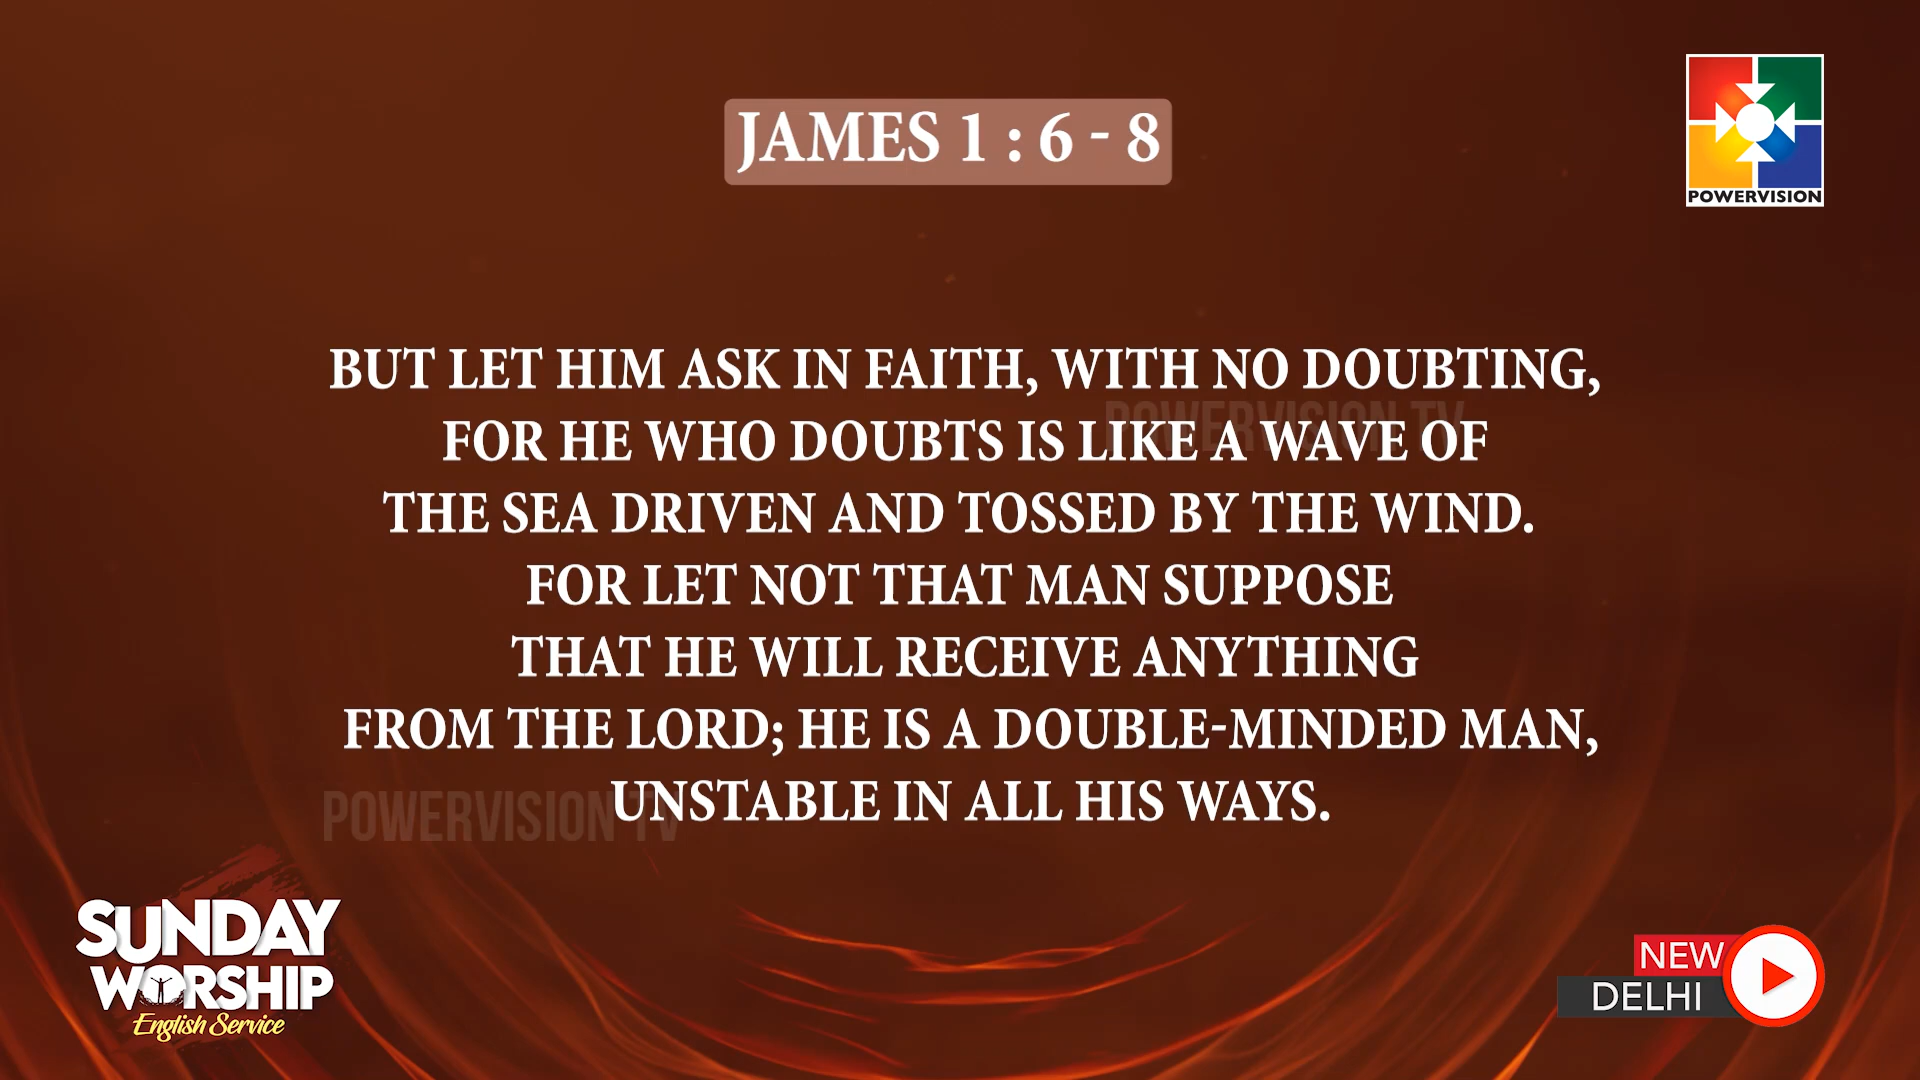 JAMES 1 : 6 - 8
POWERVISION
BUT LET HIM ASK IN FAITH, WITH NO DOUBTING,
POWERVISION TV
FOR HE WHO DOUBTS IS LIKE A WAVE OF
THE SEA DRIVEN AND TOSSED BY THE WIND.
FOR LET NOT THAT MAN SUPPOSE
THAT HE WILL RECEIVE ANYTHING
FROM THE LORD; HE IS A DOUBLE-MINDED MAN,
UNSTABLE IN ALL HIS WAYS.
POWERVISION TV
SUNDAY
WORSHIP
English Service
NEW
DELHI